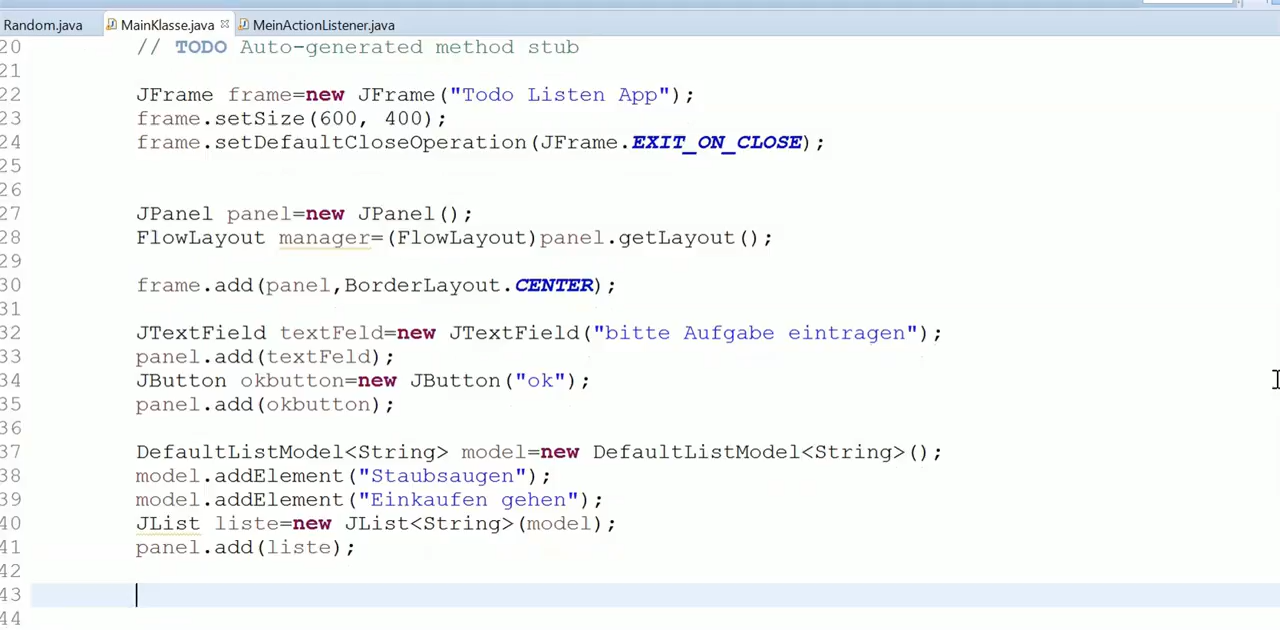 Random.java MainKlasse.java MeinActionListener.java
20 // TODO Auto-generated method stub
21
22 JFrame frame=new JFrame("Todo Listen App");
23 frame.setSize(600, 400);
24 frame.setDefaultCloseOperation(JFrame.EXIT_ON_CLOSE);
25
26
27 JPanel panel=new JPanel();
28 FlowLayout manager=(FlowLayout)panel.getLayout();
29
30 frame.add(panel,BorderLayout.CENTER);
31
32 JTextField textFeld=new JTextField("bitte Aufgabe eintragen");
33 panel.add(textFeld);
34 JButton okbutton=new JButton("ok");
35 panel.add(okbutton);
36
37 DefaultListModel<String> model=new DefaultListModel<String>();
38 model.addElement("Staubsaugen");
39 model.addElement("Einkaufen gehen");
40 JList liste=new JList<String>(model);
41 panel.add(liste);
42
43
44